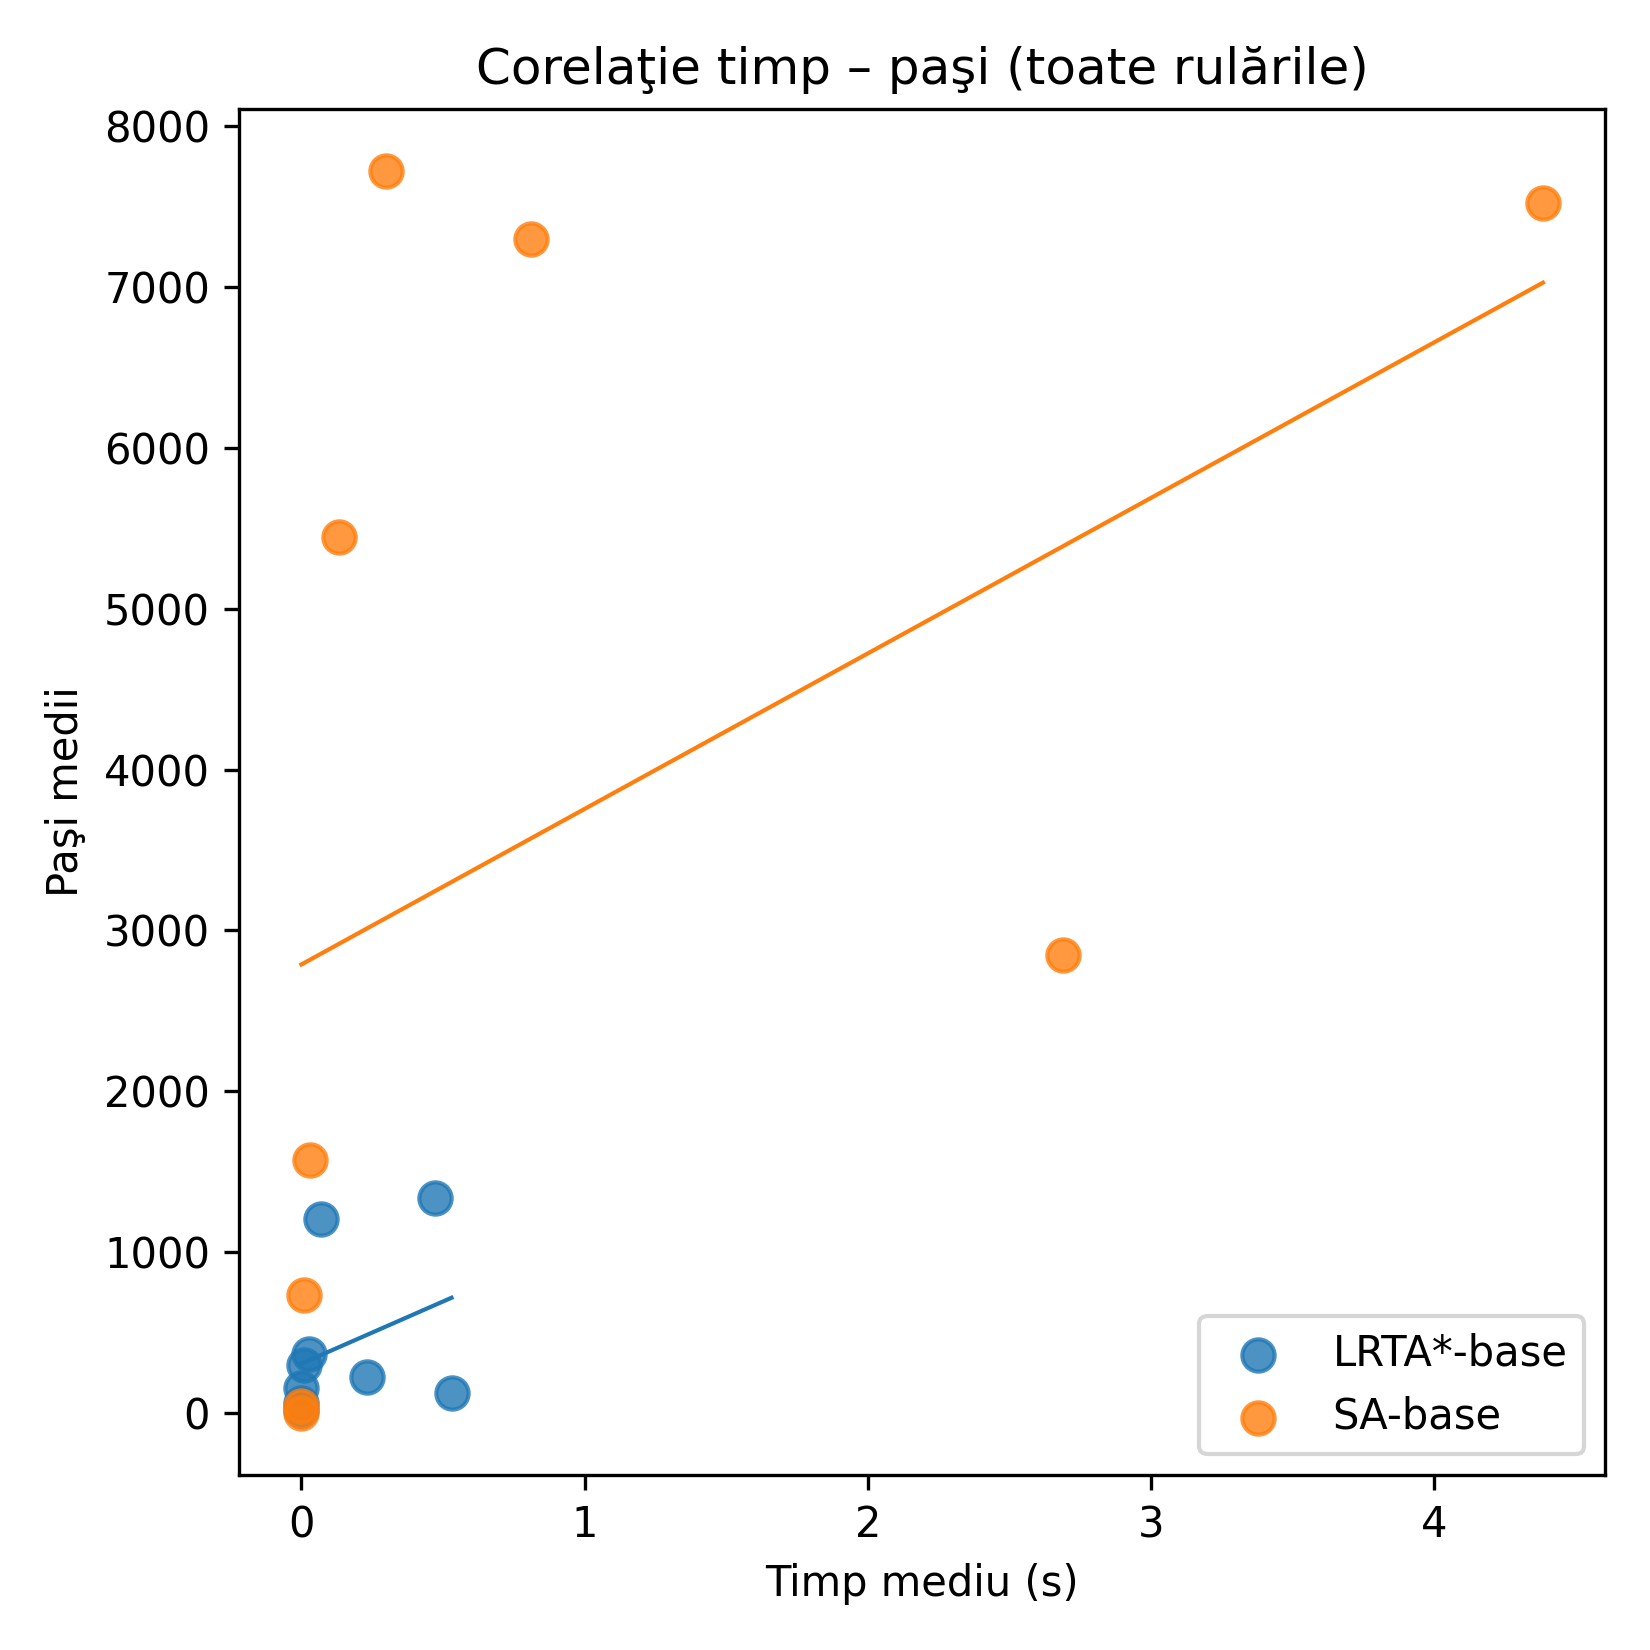 Corelaţie timp – paşi (toate rulările)
8000
7000
6000
5000
4000
3000
2000
1000
0
Paşi medii
LRTA*-base
SA-base
0 1 2 3 4
Timp mediu (s)